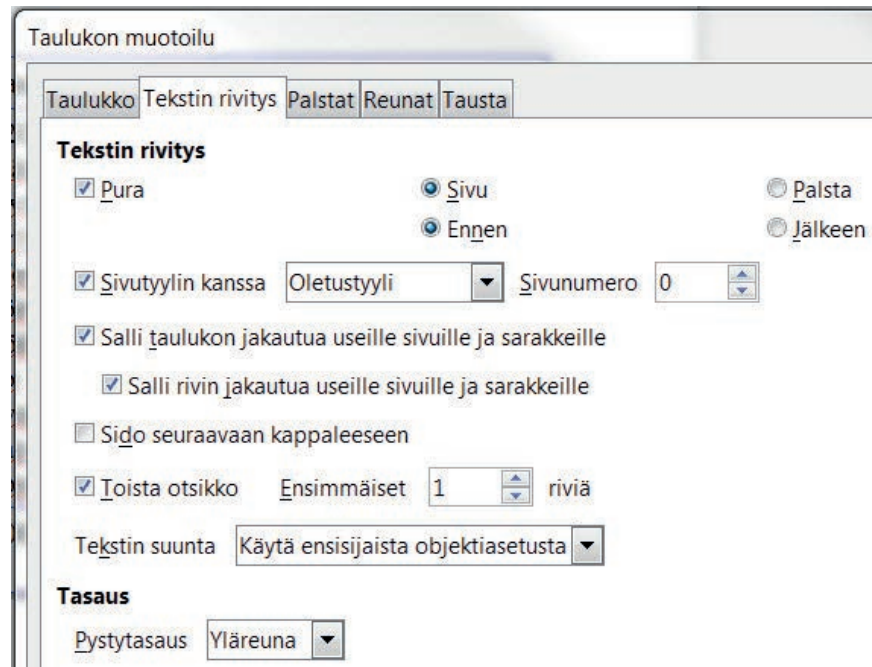 Taulukon muotoilu
Taulukko Tekstin rivitys Palstat Reunat Tausta
Tekstin rivitys
Pura Sivu Palsta
Ennen Jälkeen
Sivutyylin kanssa Oletustyyli Sivunumero 0
Salli taulukon jakautua useille sivuille ja sarakkeille
Salli rivin jakautua useille sivuille ja sarakkeille
Sido seuraavaan kappaleeseen
Toista otsikko Ensimmäiset 1 riviä
Tekstin suunta Käytä ensisijaista objektiasetusta
Tasaus
Pystytasaus Yläreuna